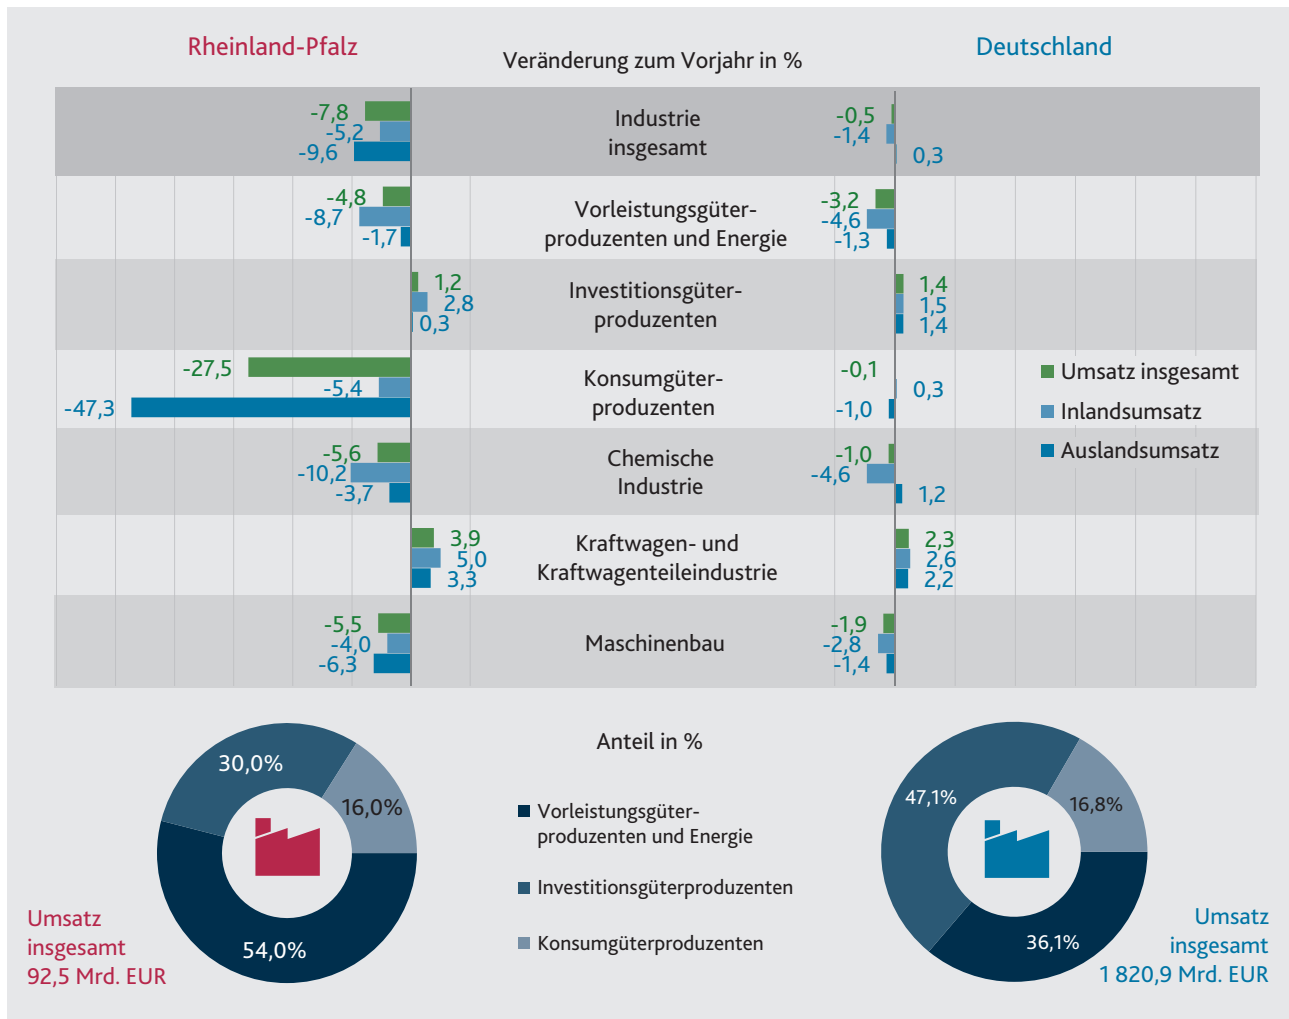 Rheinland-Pfalz
Veränderung zum Vorjahr in %
Deutschland
-7,8
-5,2
-9,6
Industrie
insgesamt
-0,5
-1,4
0,3
-4,8
-8,7
-1,7
Vorleistungsgüter-
produzenten und Energie
-3,2
-4,6
-1,3
1,2
2,8
0,3
Investitionsgüter-
produzenten
1,4
1,5
1,4
-27,5
-5,4
-47,3
Konsumgüter-
produzenten
-0,1
0,3
-1,0
Umsatz insgesamt
Inlandsumsatz
Auslandsumsatz
-5,6
-10,2
-3,7
Chemische
Industrie
-1,0
-4,6
1,2
3,9
5,0
3,3
Kraftwagen- und
Kraftwagenteileindustrie
2,3
2,6
2,2
-5,5
-4,0
-6,3
Maschinenbau
-1,9
-2,8
-1,4
Anteil in %
30,0%
16,0%
54,0%
Umsatz
insgesamt
92,5 Mrd. EUR
Vorleistungsgüter-
produzenten und Energie
Investitionsgüterproduzenten
Konsumgüterproduzenten
47,1%
16,8%
36,1%
Umsatz
insgesamt
1 820,9 Mrd. EUR